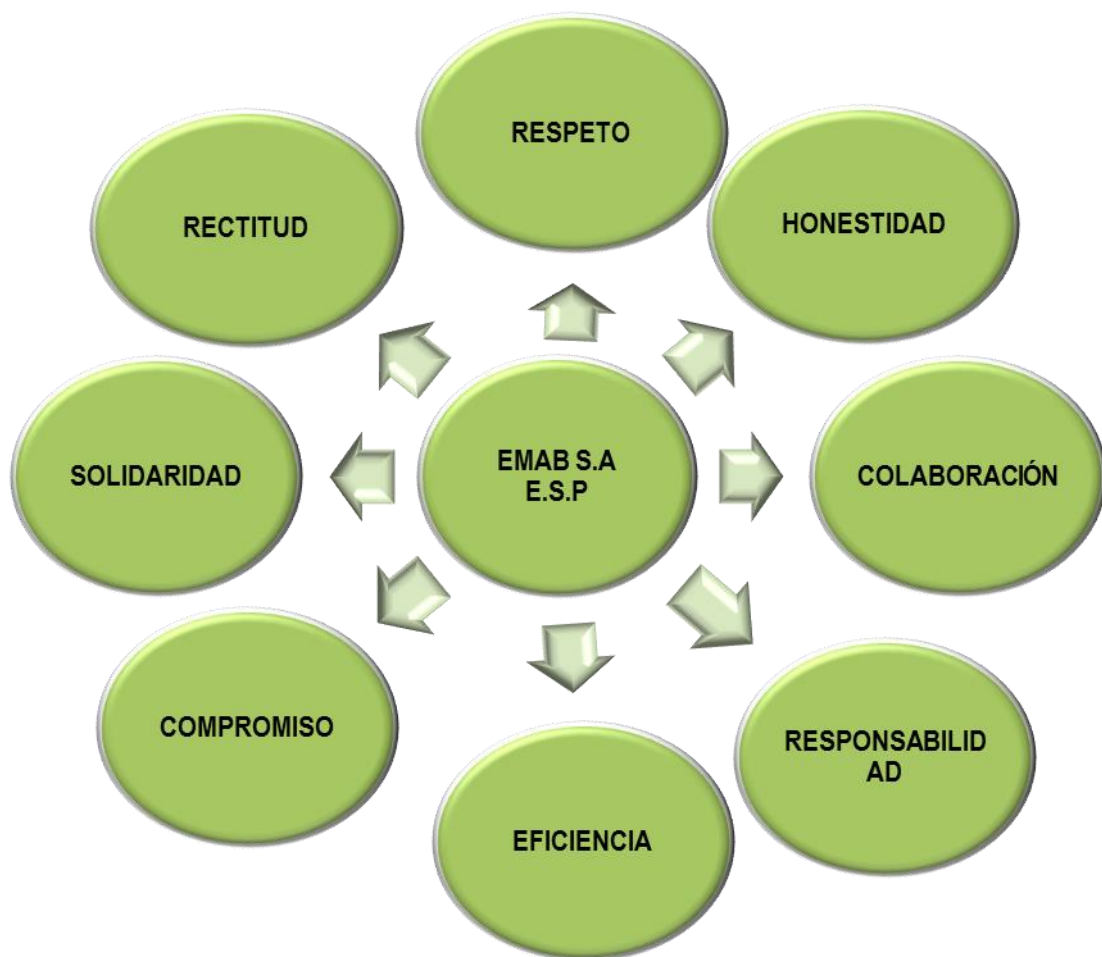 RESPETO
HONESTIDAD
RECTITUD
SOLIDARIDAD
EMAB S.A
E.S.P
COLABORACIÓN
COMPROMISO
RESPONSABILID
AD
EFICIENCIA